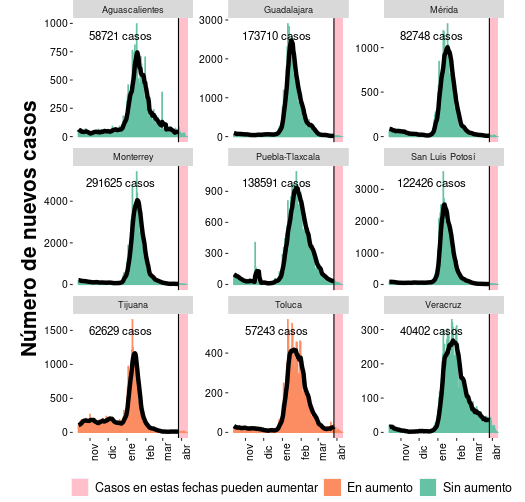 Número de nuevos casos
Aguascalientes
Guadalajara
Mérida
1000
750
500
250
0
58721 casos
3000
2000
1000
0
173710 casos
1000
500
0
82748 casos
Monterrey
Puebla-Tlaxcala
San Luis Potosí
4000
2000
0
291625 casos
900
600
300
0
138591 casos
3000
2000
1000
0
122426 casos
Tijuana
Toluca
Veracruz
1500
1000
500
0
62629 casos
400
200
0
57243 casos
300
200
100
0
40402 casos
nov dic ene feb mar abr
nov dic ene feb mar abr
nov dic ene feb mar abr
Casos en estas fechas pueden aumentar En aumento Sin aumento